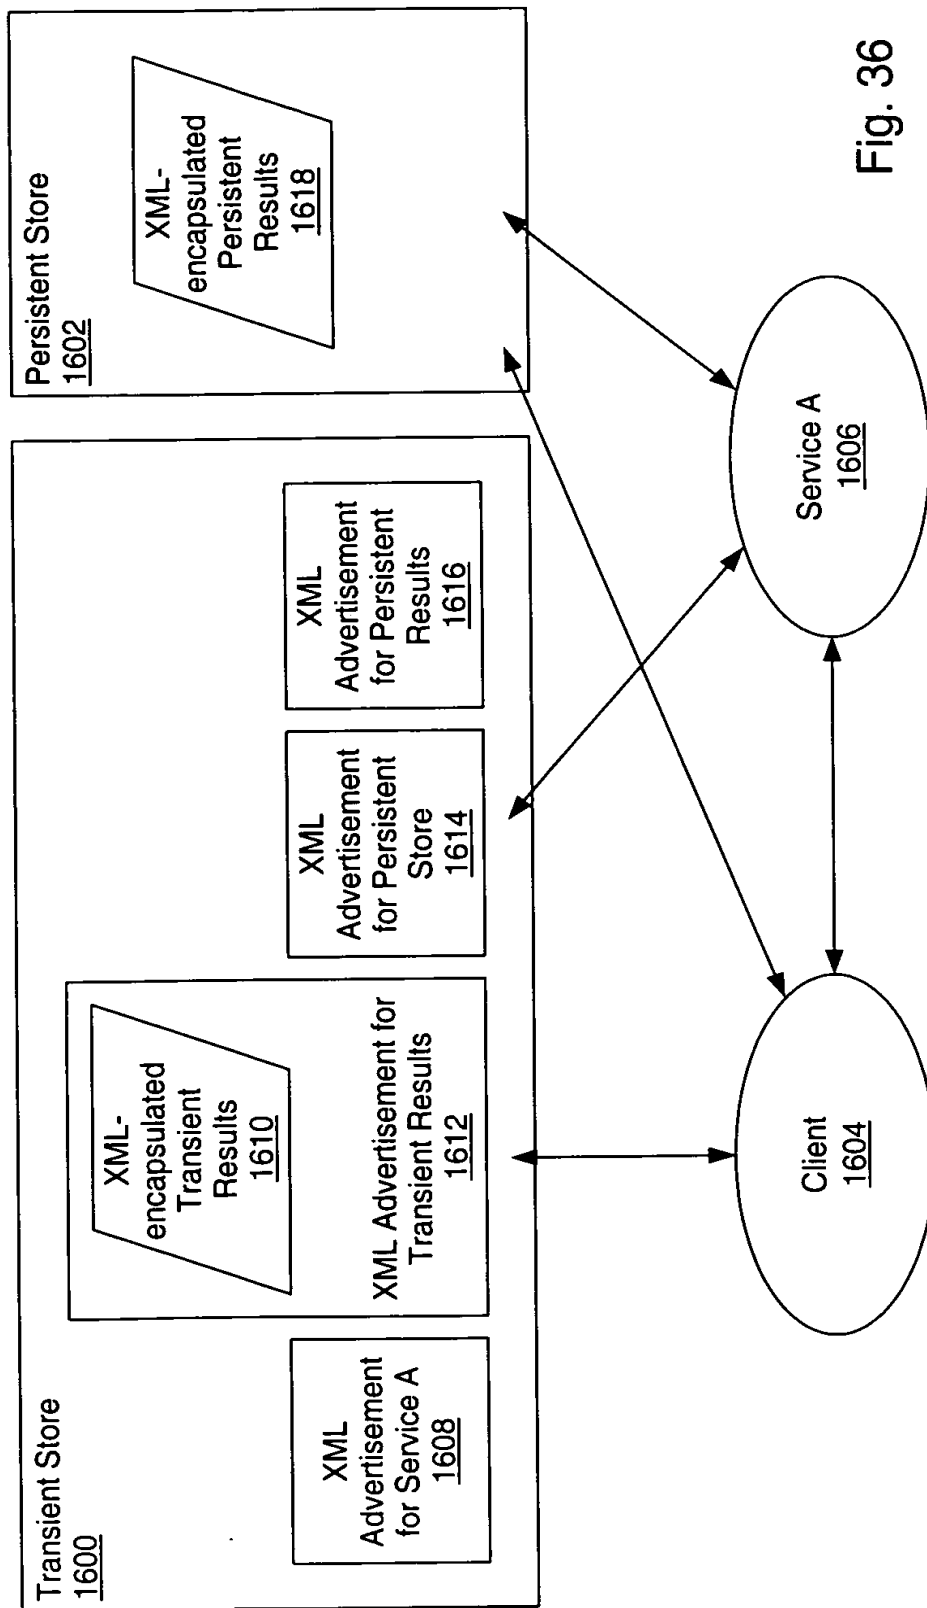 Transient Store
1600
XML
Advertisement
for Service A
1608
XML-
encapsulated
Transient
Results
1610
XML Advertisement for
Transient Results
1612
XML
Advertisement
for Persistent
Store
1614
XML
Advertisement
for Persistent
Results
1616
Persistent Store
1602
XML-
encapsulated
Persistent
Results
1618
Client
1604
Service A
1606
Fig. 36